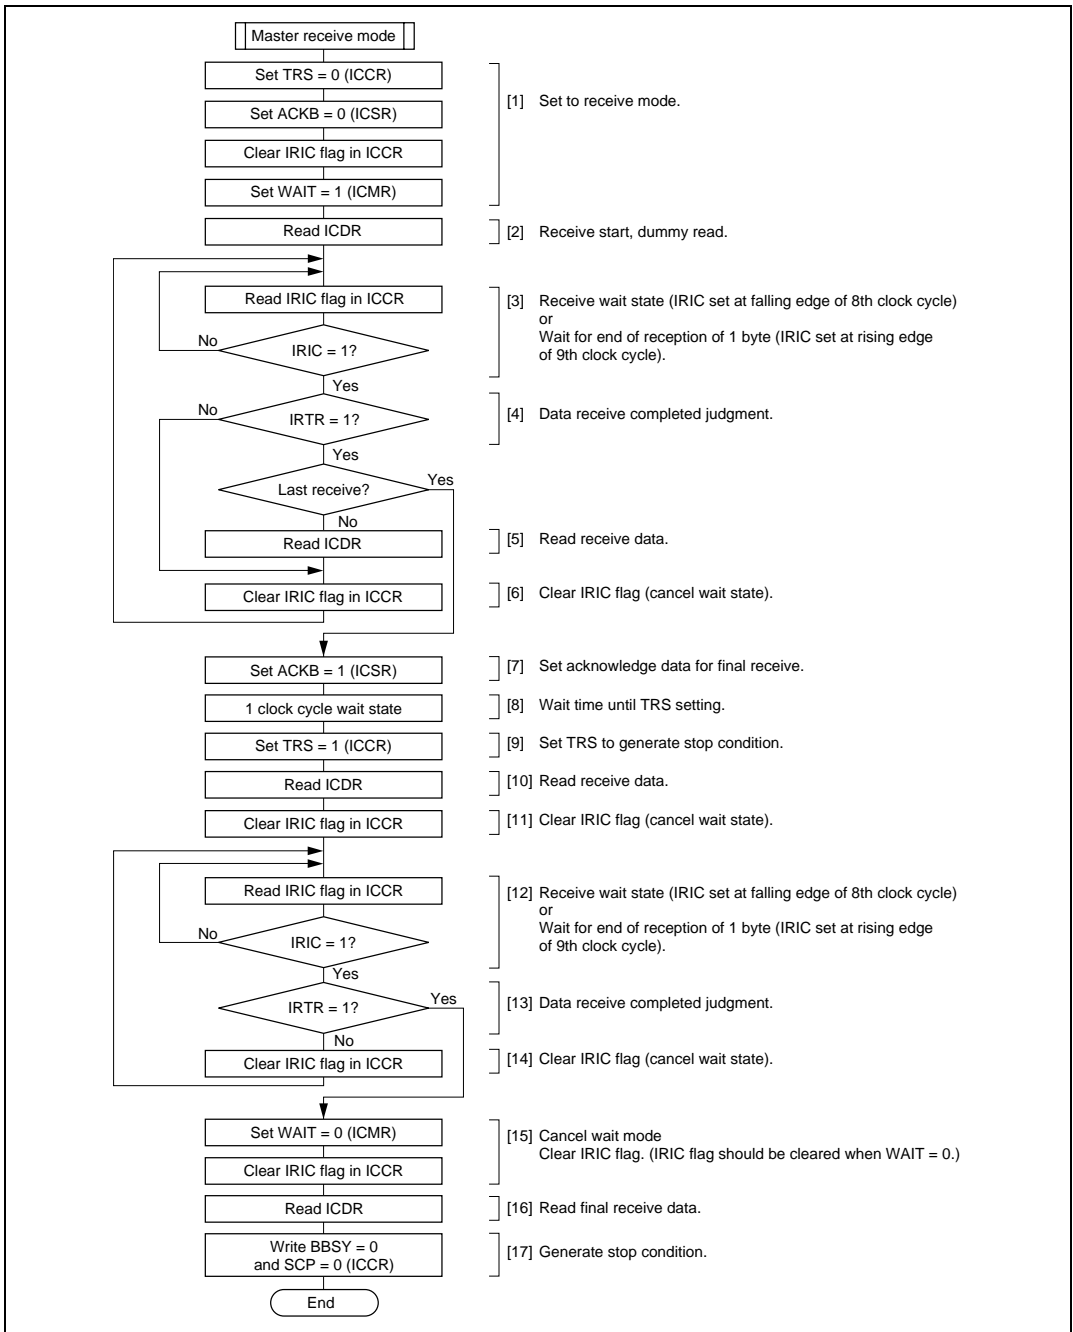 Master receive mode
Set TRS = 0 (ICCR)
[1] Set to receive mode.
Set ACKB = 0 (ICSR)
Clear IRIC flag in ICCR
Set WAIT = 1 (ICMR)
Read ICDR
[2] Receive start, dummy read.
Read IRIC flag in ICCR
[3] Receive wait state (IRIC set at falling edge of 8th clock cycle)
or
Wait for end of reception of 1 byte (IRIC set at rising edge
of 9th clock cycle).
No
IRIC = 1?
Yes
No
IRTR = 1?
[4] Data receive completed judgment.
Yes
Last receive?
Yes
No
Read ICDR
[5] Read receive data.
Clear IRIC flag in ICCR
[6] Clear IRIC flag (cancel wait state).
Set ACKB = 1 (ICSR)
[7] Set acknowledge data for final receive.
1 clock cycle wait state
[8] Wait time until TRS setting.
Set TRS = 1 (ICCR)
[9] Set TRS to generate stop condition.
Read ICDR
[10] Read receive data.
Clear IRIC flag in ICCR
[11] Clear IRIC flag (cancel wait state).
Read IRIC flag in ICCR
[12] Receive wait state (IRIC set at falling edge of 8th clock cycle)
or
Wait for end of reception of 1 byte (IRIC set at rising edge
of 9th clock cycle).
No
IRIC = 1?
Yes
IRTR = 1?
Yes
[13] Data receive completed judgment.
No
Clear IRIC flag in ICCR
[14] Clear IRIC flag (cancel wait state).
Set WAIT = 0 (ICMR)
[15] Cancel wait mode
Clear IRIC flag. (IRIC flag should be cleared when WAIT = 0.)
Clear IRIC flag in ICCR
Read ICDR
[16] Read final receive data.
Write BBSY = 0
and SCP = 0 (ICCR)
[17] Generate stop condition.
End